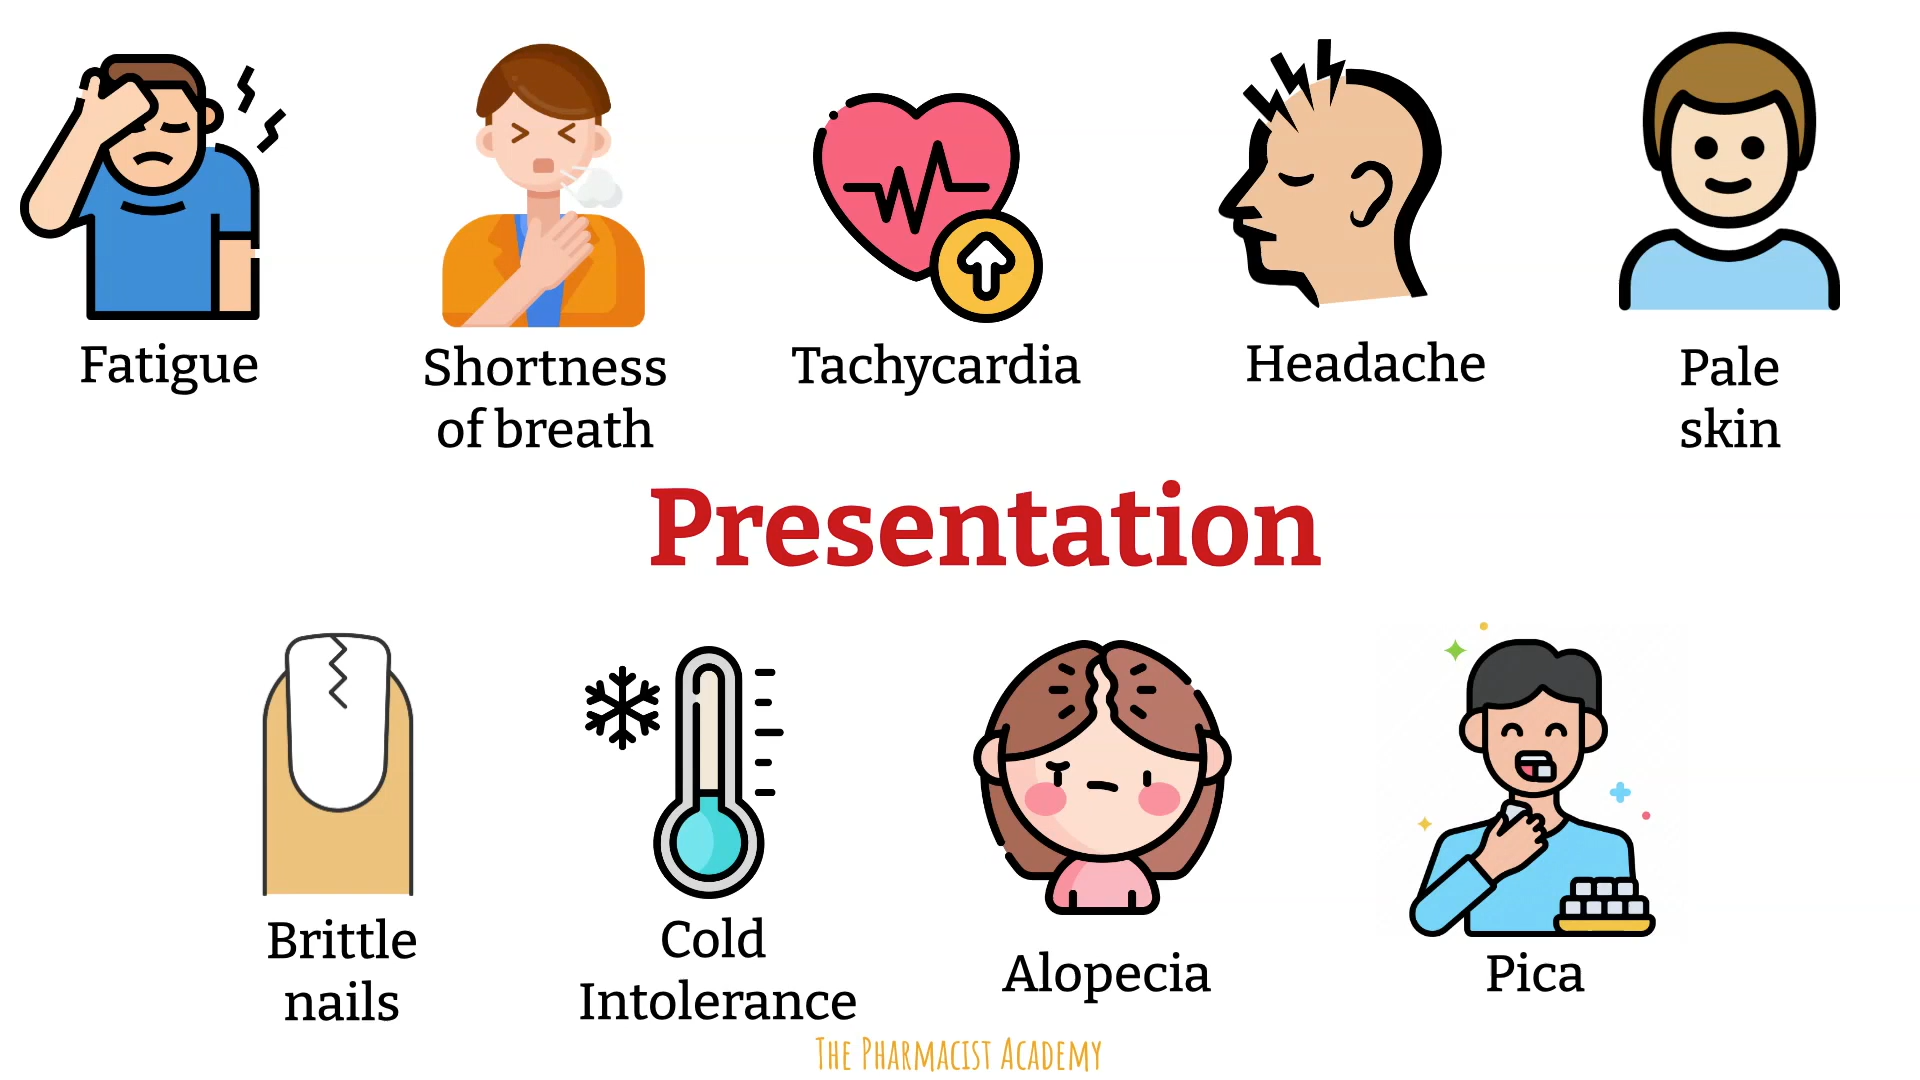 Fatigue
Shortness
of breath
Tachycardia
Headache
Pale
skin
Presentation
Brittle
nails
Cold
Intolerance
Alopecia
Pica
The Pharmacist Academy